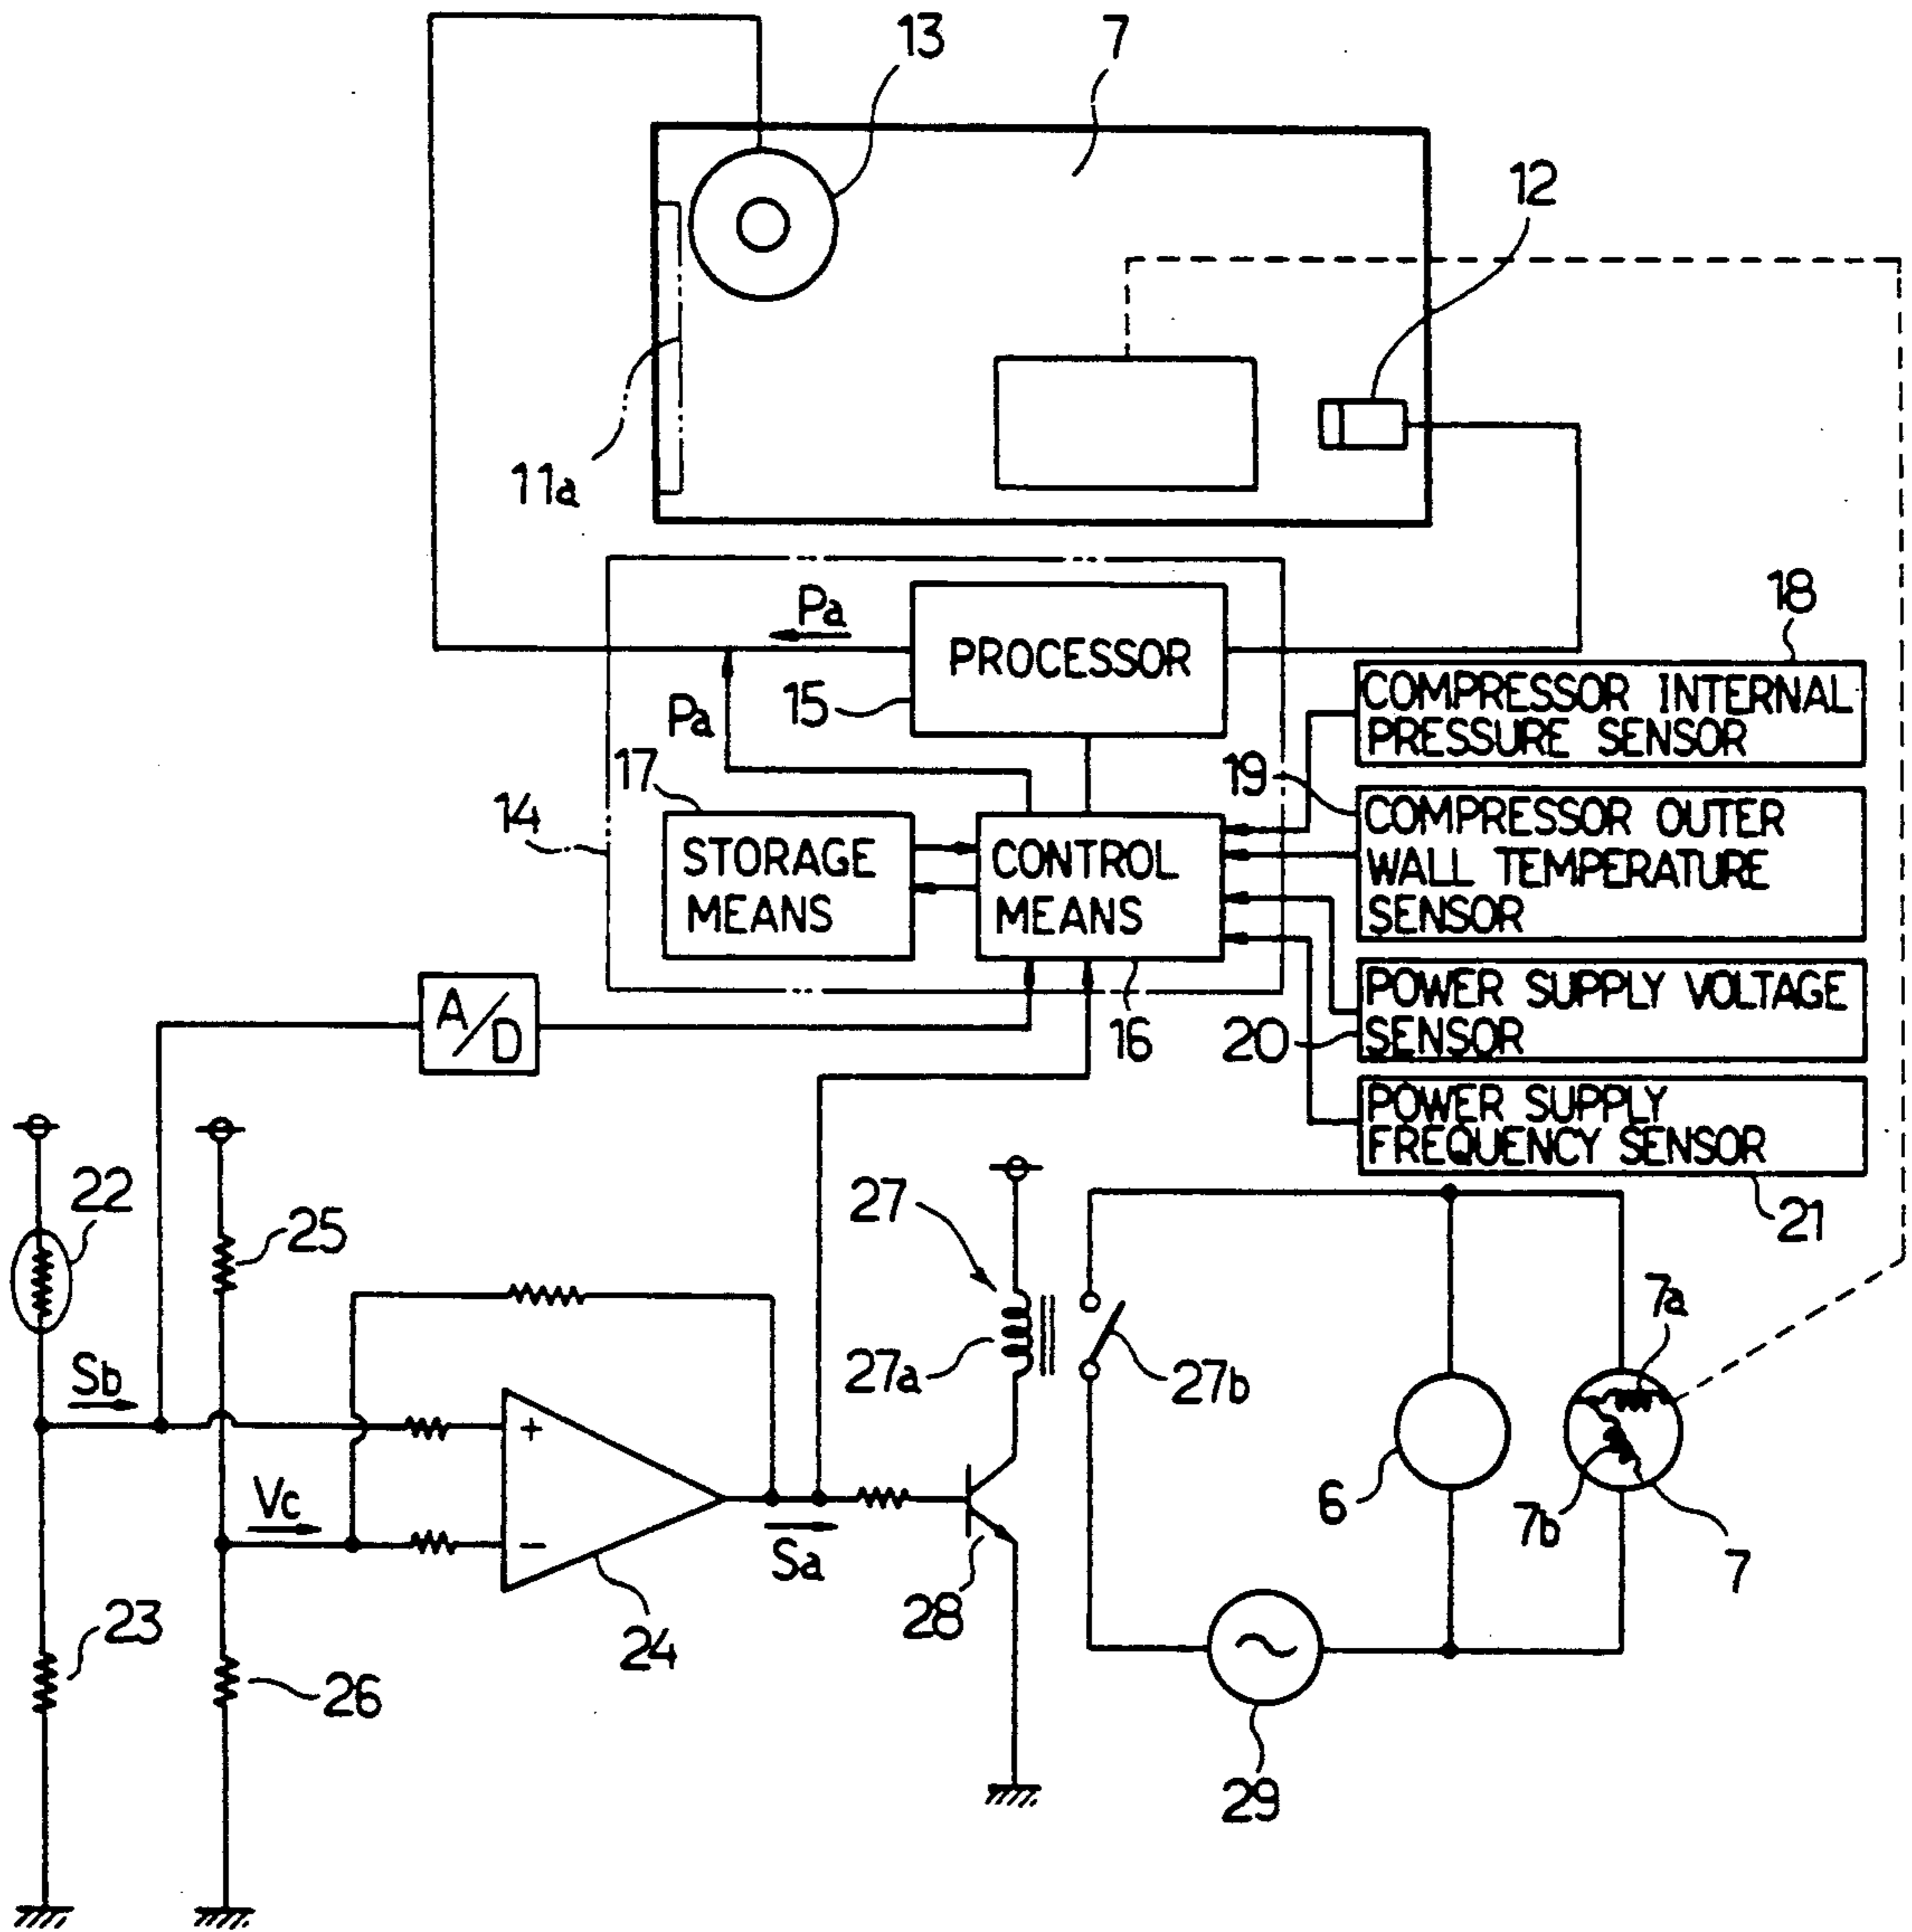 13
7
12
11a
Pa
PROCESSOR
15
Pa
18
COMPRESSOR INTERNAL
PRESSURE SENSOR
17
14
19
STORAGE
MEANS
CONTROL
MEANS
COMPRESSOR OUTER
WALL TEMPERATURE
SENSOR
A/D
16
20
POWER SUPPLY VOLTAGE
SENSOR
POWER SUPPLY
FREQUENCY SENSOR
21
22
25
27
27a
27b
7a
Sb
+
6
7b
7
Vc
−
Sa
24
28
23
26
29